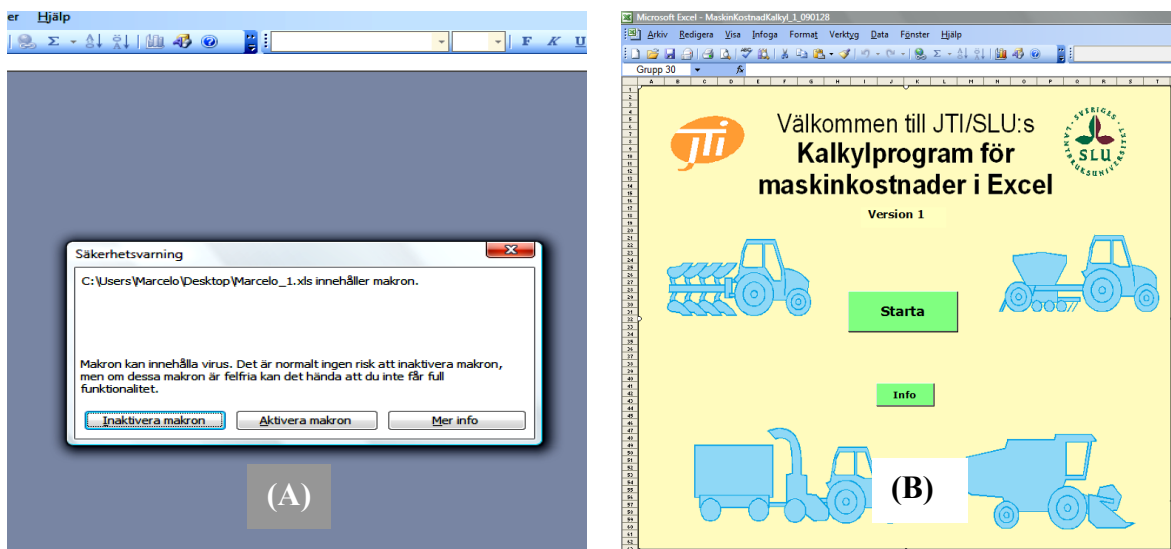 er Hjälp
F K U
Säkerhetsvarning
C:\Users\Marcelo\Desktop\Marcelo_1.xls innehåller makron.
Makron kan innehålla virus. Det är normalt ingen risk att inaktivera makron,
men om dessa makron är felfria kan det hända att du inte får full
funktionalitet.
Inaktivera makron Aktivera makron Mer info
(A)
Microsoft Excel - MaskinKostnadKalkyl_1_090128
Arkiv Redigera Visa Infoga Format Verktyg Data Fönster Hjälp
Grupp 30 fx
JTI
SVERIGES LANTBRUKSUNIVERSITET
SLU
Välkommen till JTI/SLU:s
Kalkylprogram för
maskinkostnader i Excel
Version 1
Starta
Info
(B)